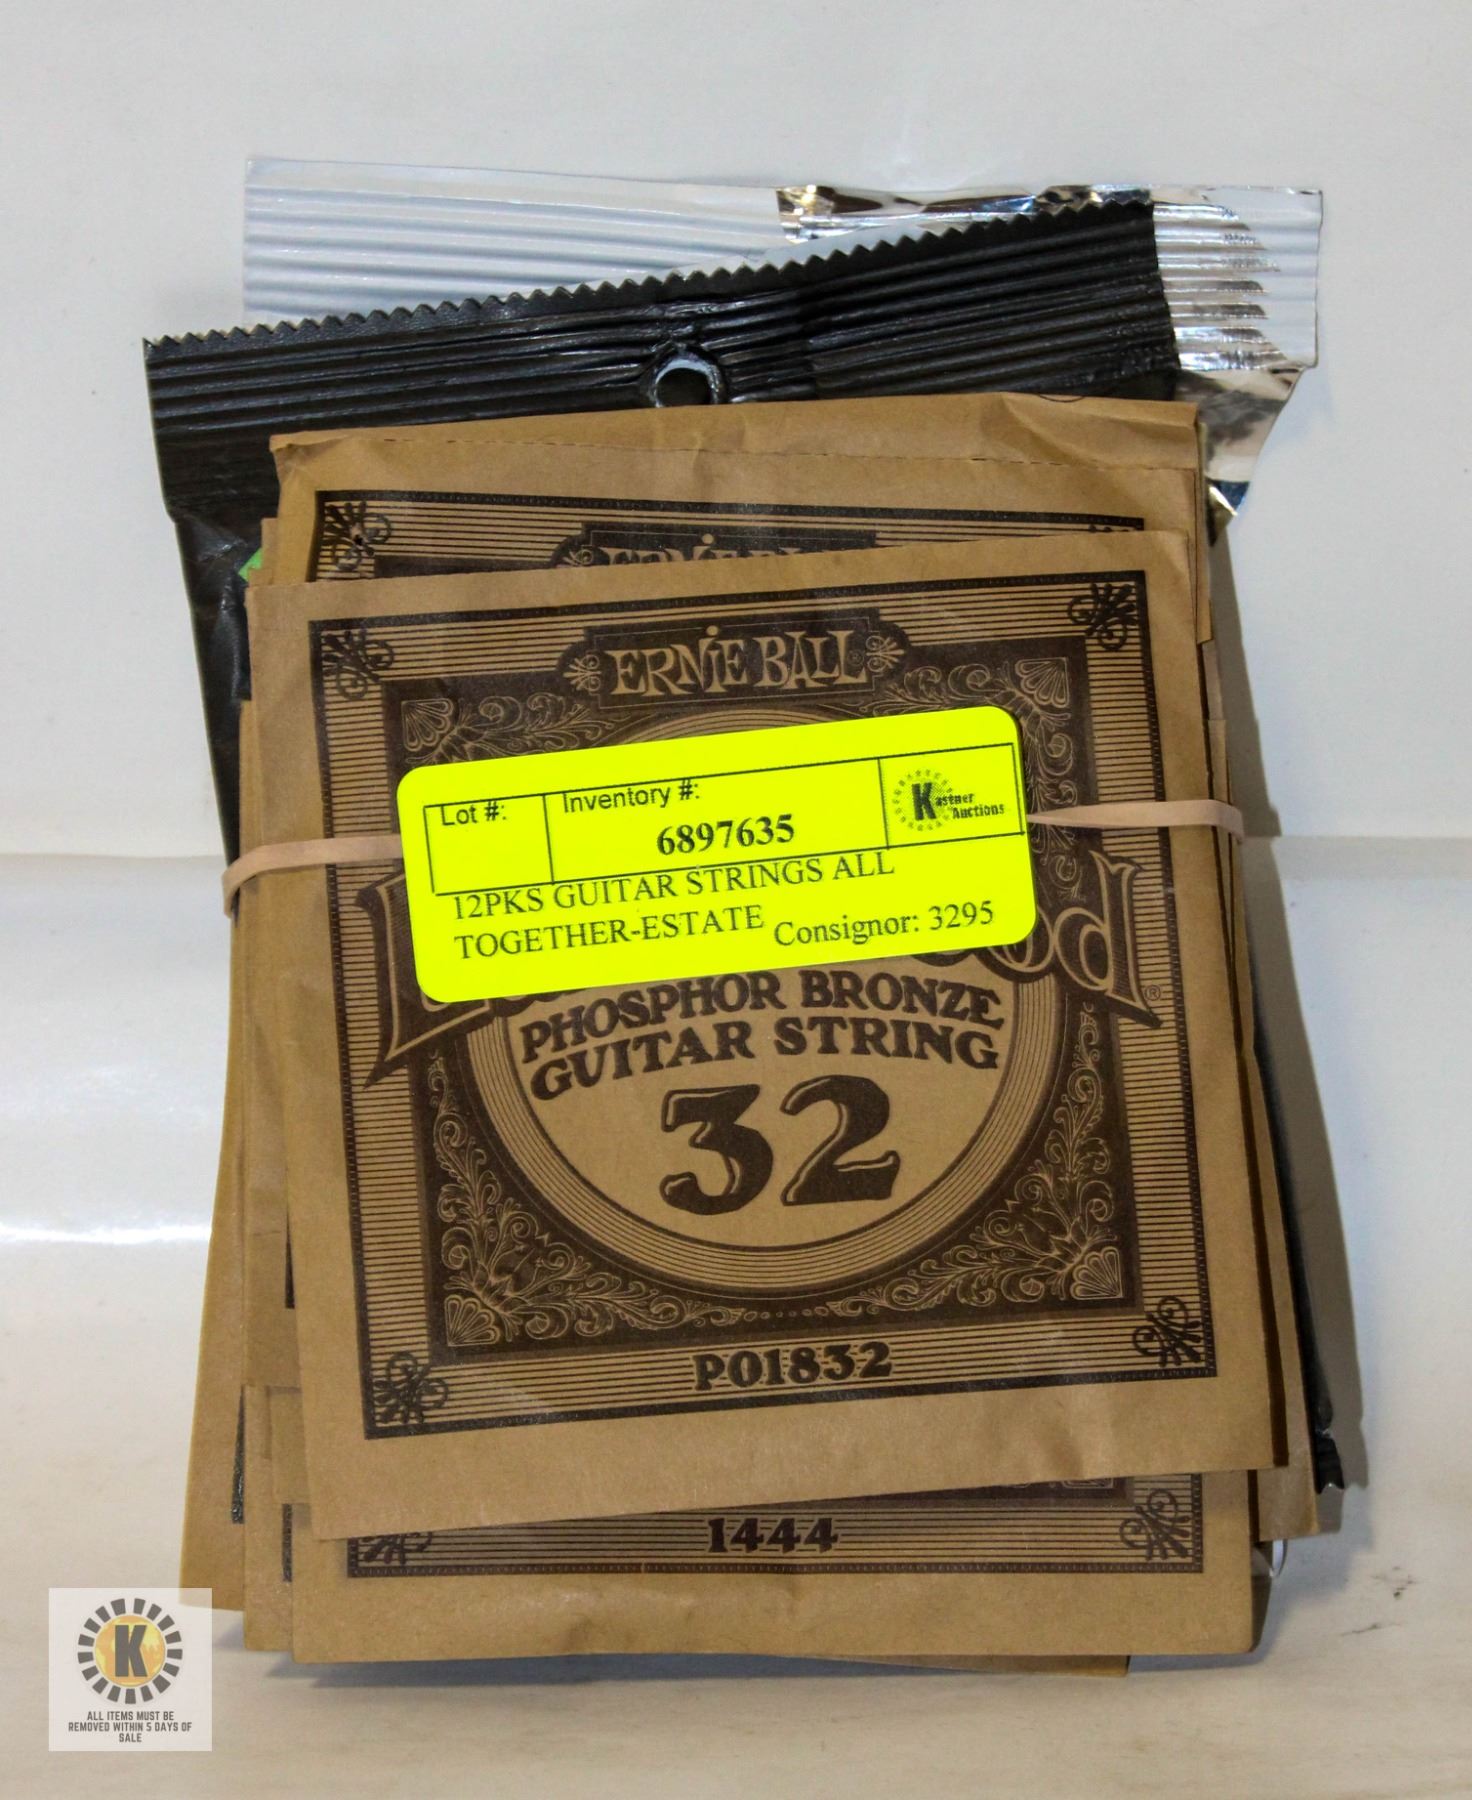 ERNIE BALL
Lot #:
Inventory #:
6897635
Kastner
Auctions
12PKS GUITAR STRINGS ALL
TOGETHER-ESTATE
Consignor: 3295
PHOSPHOR BRONZE
GUITAR STRING
32
PO1832
1444
K
ALL ITEMS MUST BE
REMOVED WITHIN 5 DAYS OF
SALE